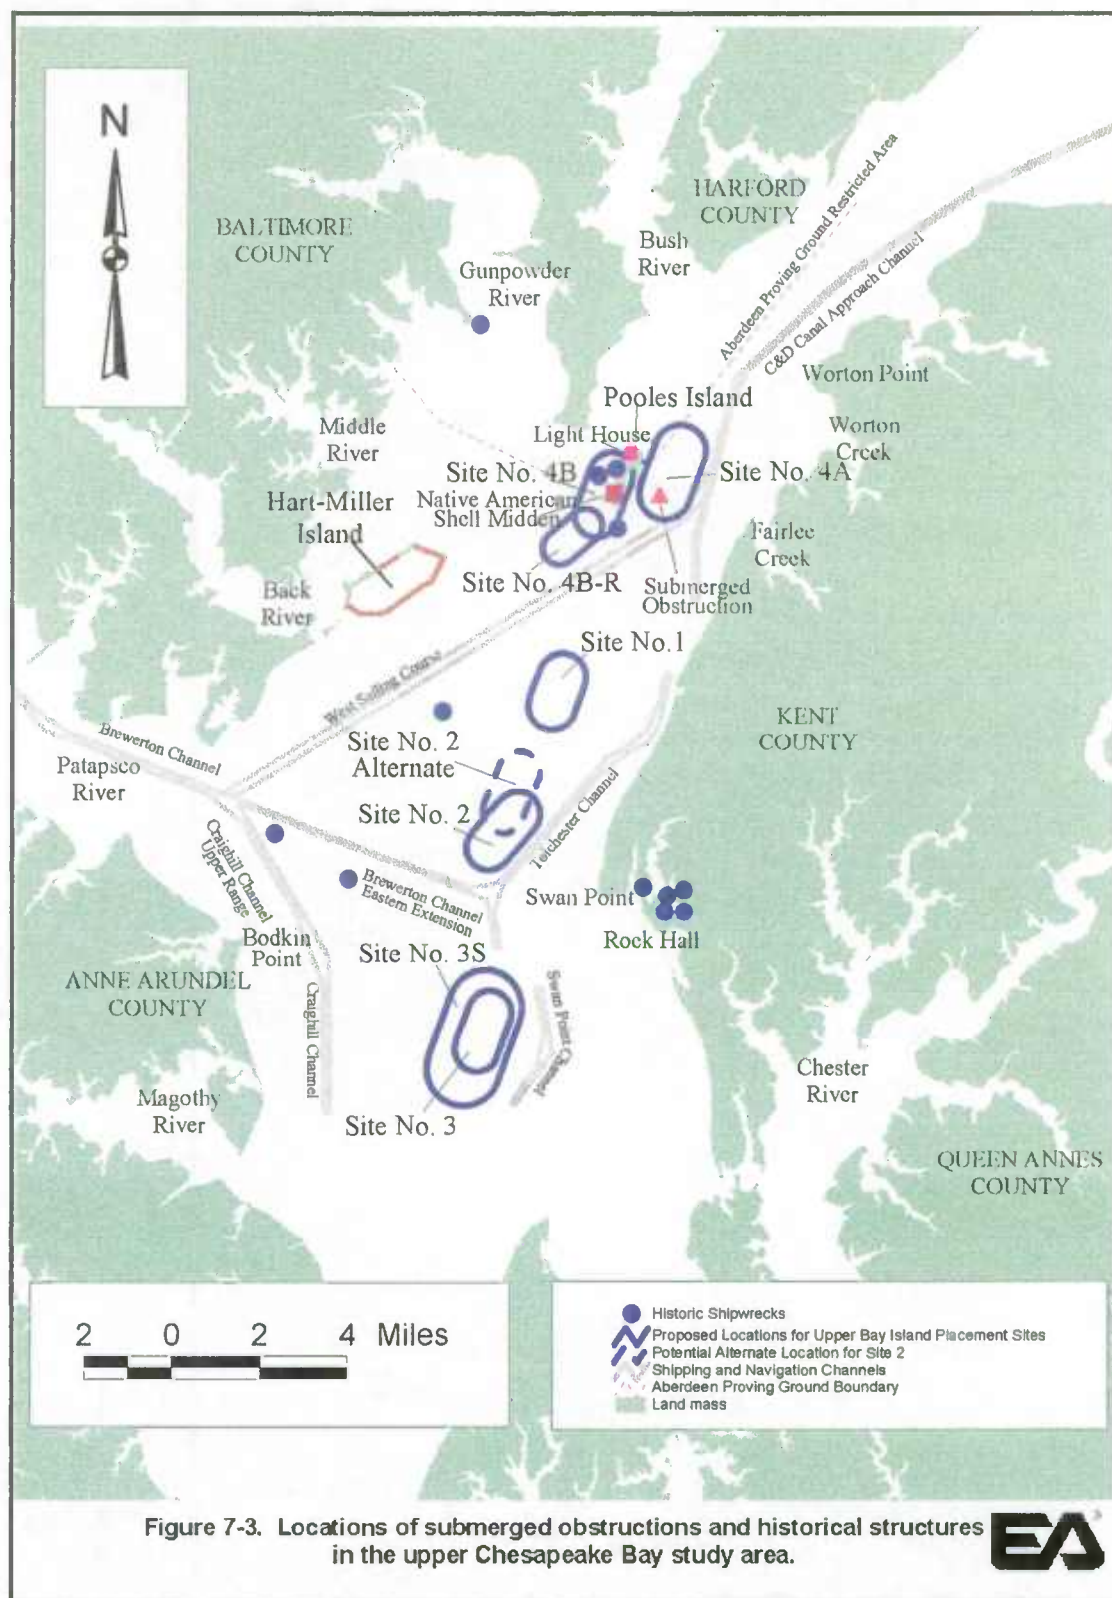 N
HARFORD
COUNTY
BALTIMORE
COUNTY
Bush
River
Gunpowder
River
Aberdeen Proving Ground Restricted Area
C&D Canal Approach Channel
Worton Point
Pooles Island
Middle
River
Light House
Worton
Creek
Site No. 4B
Site No. 4A
Native American
Shell Midden
Hart-Miller
Island
Fairlee
Creek
Site No. 4B-R
Submerged
Obstruction
Back
River
Site No.1
West Sailing Course
KENT
COUNTY
Site No. 2
Alternate
Brewerton Channel
Patapsco
River
Site No. 2
Tolchester Channel
Craighill Channel
Upper Range
Brewerton Channel
Eastern Extension
Swan Point
Rock Hall
Bodkin
Point
Site No. 3S
ANNE ARUNDEL
COUNTY
Craighill Channel
Swan Point Channel
Chester
River
Magothy
River
Site No. 3
QUEEN ANNES
COUNTY
2 0 2 4 Miles
Historic Shipwrecks
Proposed Locations for Upper Bay Island Placement Sites
Potential Alternate Location for Site 2
Shipping and Navigation Channels
Aberdeen Proving Ground Boundary
Land mass
Figure 7-3. Locations of submerged obstructions and historical structures
in the upper Chesapeake Bay study area.
EA